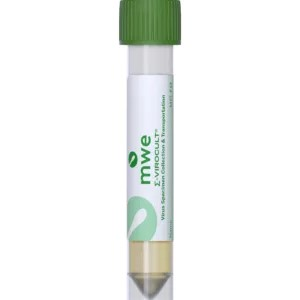 mwe
Σ-VIROCULT®
Virus Specimen Collection & Transportation